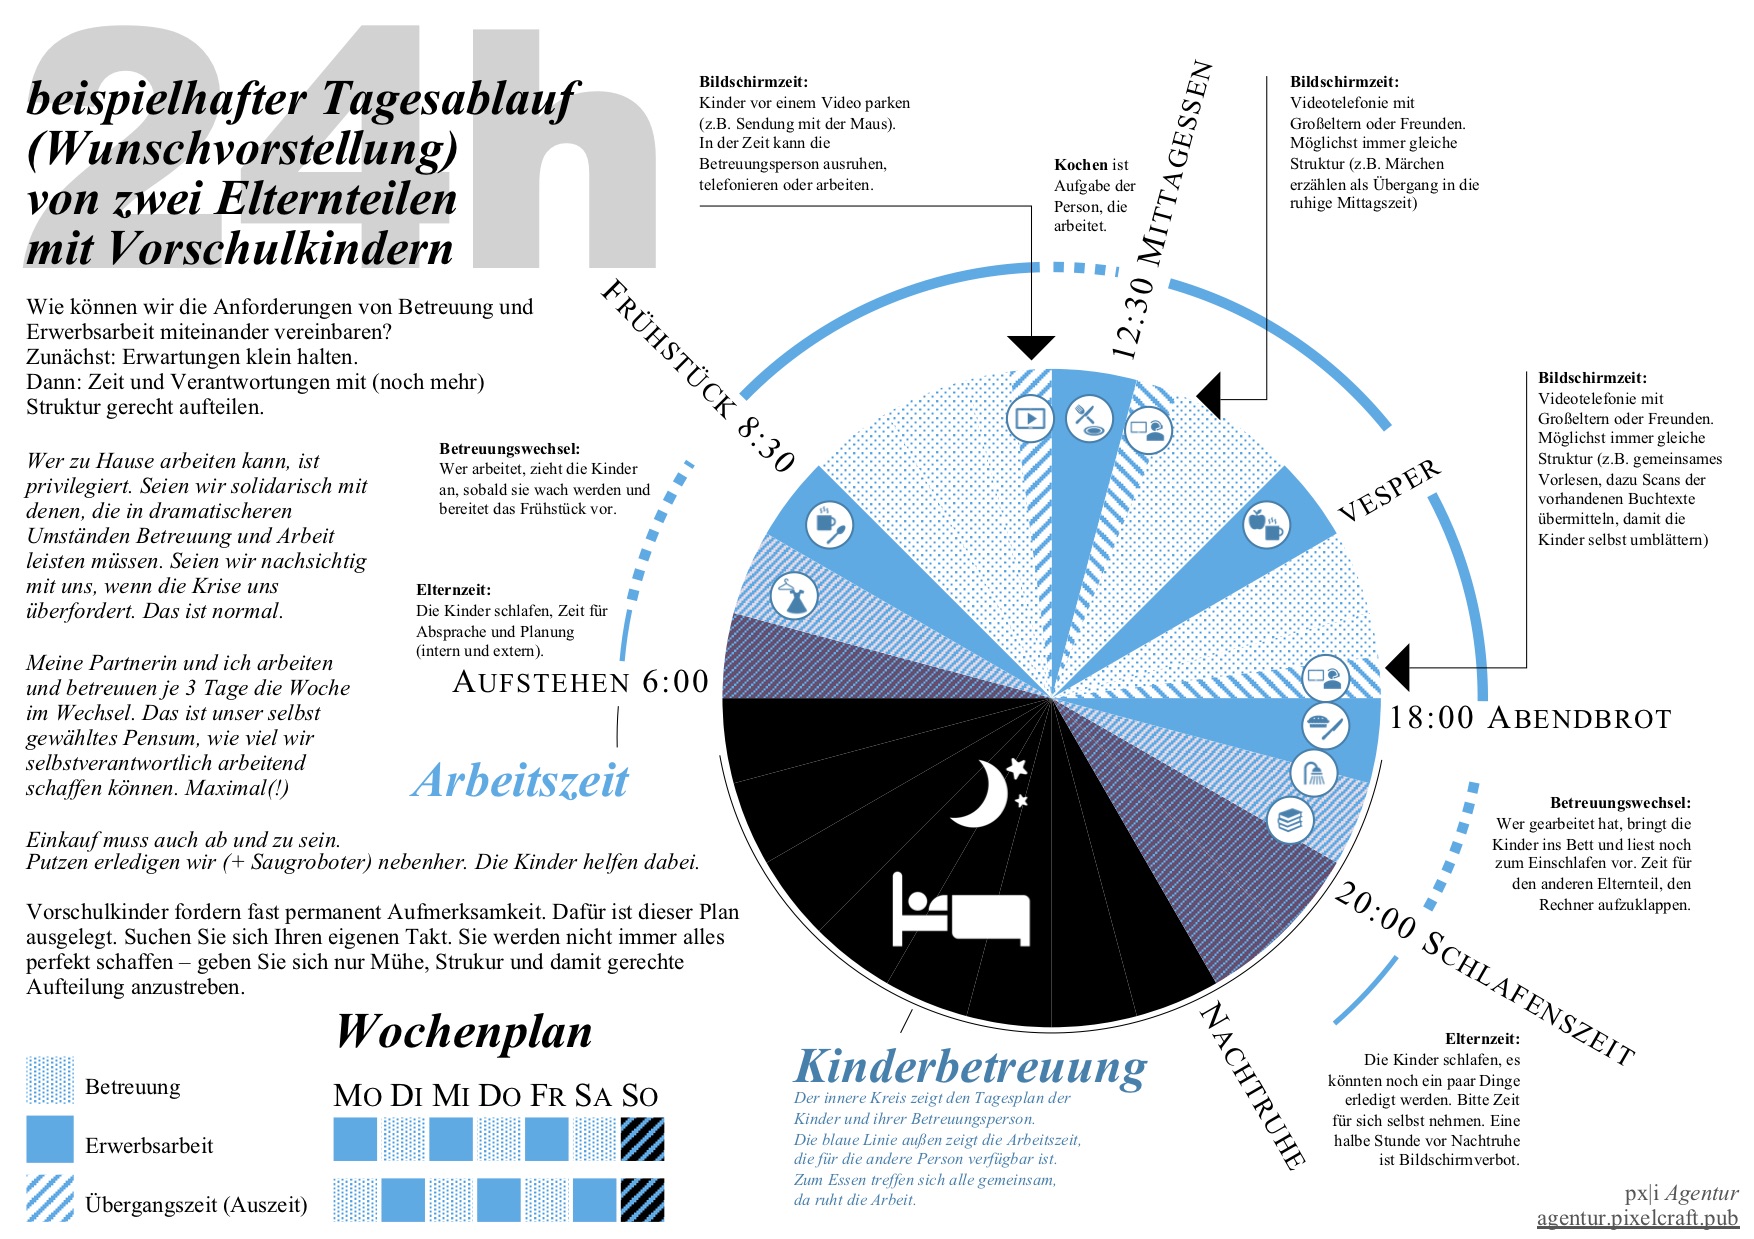 24h
beispielhafter Tagesablauf
(Wunschvorstellung)
von zwei Elternteilen
mit Vorschulkindern
Wie können wir die Anforderungen von Betreuung und
Erwerbsarbeit miteinander vereinbaren?
Zunächst: Erwartungen klein halten.
Dann: Zeit und Verantwortungen mit (noch mehr)
Struktur gerecht aufteilen.
Wer zu Hause arbeiten kann, ist
privilegiert. Seien wir solidarisch mit
denen, die in dramatischeren
Umständen Betreuung und Arbeit
leisten müssen. Seien wir nachsichtig
mit uns, wenn die Krise uns
überfordert. Das ist normal.
Meine Partnerin und ich arbeiten
und betreuuen je 3 Tage die Woche
im Wechsel. Das ist unser selbst
gewähltes Pensum, wie viel wir
selbstverantwortlich arbeitend
schaffen können. Maximal(!)
Einkauf muss auch ab und zu sein.
Putzen erledigen wir (+ Saugroboter) nebenher. Die Kinder helfen dabei.
Vorschulkinder fordern fast permanent Aufmerksamkeit. Dafür ist dieser Plan
ausgelegt. Suchen Sie sich Ihren eigenen Takt. Sie werden nicht immer alles
perfekt schaffen – geben Sie sich nur Mühe, Strukur und damit gerechte
Aufteilung anzustreben.
Betreuung
Erwerbsarbeit
Übergangszeit (Auszeit)
Wochenplan
MO DI MI DO FR SA SO
Arbeitszeit
AUFSTEHEN 6:00
Elternzeit:
Die Kinder schlafen, Zeit für
Absprache und Planung
(intern und extern).
Betreuungswechsel:
Wer arbeitet, zieht die Kinder
an, sobald sie wach werden und
bereitet das Frühstück vor.
FRÜHSTÜCK 8:30
Bildschirmzeit:
Kinder vor einem Video parken
(z.B. Sendung mit der Maus).
In der Zeit kann die
Betreuungsperson ausruhen,
telefonieren oder arbeiten.
Kochen ist
Aufgabe der
Person, die
arbeitet.
12:30 MITTAGESSEN
Bildschirmzeit:
Videotelefonie mit
Großeltern oder Freunden.
Möglichst immer gleiche
Struktur (z.B. Märchen
erzählen als Übergang in die
ruhige Mittagszeit)
VESPER
Bildschirmzeit:
Videotelefonie mit
Großeltern oder Freunden.
Möglichst immer gleiche
Struktur (z.B. gemeinsames
Vorlesen, dazu Scans der
vorhandenen Buchtexte
übermitteln, damit die
Kinder selbst umblättern)
18:00 ABENDBROT
Betreuungswechsel:
Wer gearbeitet hat, bringt die
Kinder ins Bett und liest noch
zum Einschlafen vor. Zeit für
den anderen Elternteil, den
Rechner aufzuklappen.
20:00 SCHLAFENSZEIT
Elternzeit:
Die Kinder schlafen, es
könnten noch ein paar Dinge
erledigt werden. Bitte Zeit
für sich selbst nehmen. Eine
halbe Stunde vor Nachtruhe
ist Bildschirmverbot.
NACHTRUHE
Kinderbetreuung
Der innere Kreis zeigt den Tagesplan der
Kinder und ihrer Betreuungsperson.
Die blaue Linie außen zeigt die Arbeitszeit,
die für die andere Person verfügbar ist.
Zum Essen treffen sich alle gemeinsam,
da ruht die Arbeit.
px|i Agentur
agentur.pixelcraft.pub